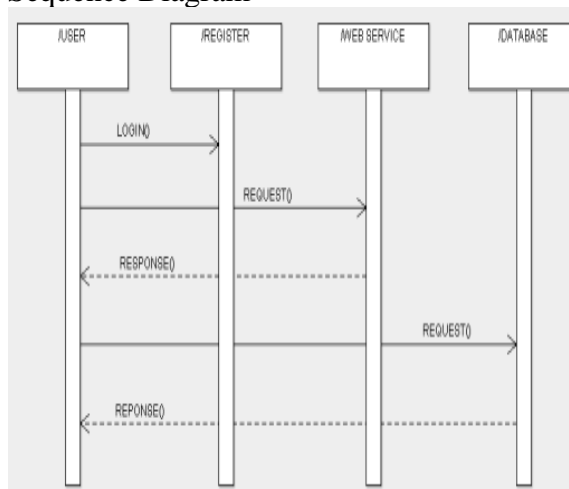 Sequence Diagram
/USER /REGISTER /WEB SERVICE /DATABASE
LOGIN()
REQUEST()
RESPONSE()
REQUEST()
REPONSE()